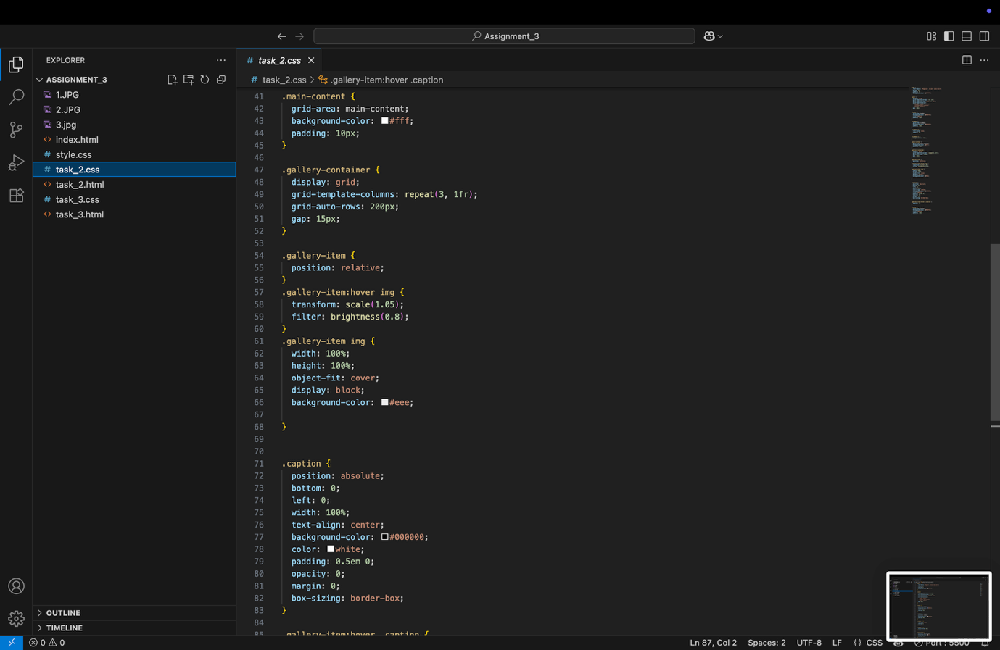 Assignment_3
EXPLORER
ASSIGNMENT_3
1.JPG
2.JPG
3.jpg
index.html
style.css
task_2.css
task_2.html
task_3.css
task_3.html
OUTLINE
TIMELINE
# task_2.css
# task_2.css > .gallery-item:hover .caption
41 .main-content {
42 grid-area: main-content;
43 background-color: #fff;
44 padding: 10px;
45 }
46
47 .gallery-container {
48 display: grid;
49 grid-template-columns: repeat(3, 1fr);
50 grid-auto-rows: 200px;
51 gap: 15px;
52 }
53
54 .gallery-item {
55 position: relative;
56 }
57 .gallery-item:hover img {
58 transform: scale(1.05);
59 filter: brightness(0.8);
60 }
61 .gallery-item img {
62 width: 100%;
63 height: 100%;
64 object-fit: cover;
65 display: block;
66 background-color: #eee;
67
68 }
69
70
71 .caption {
72 position: absolute;
73 bottom: 0;
74 left: 0;
75 width: 100%;
76 text-align: center;
77 background-color: #000000;
78 color: white;
79 padding: 0.5em 0;
80 opacity: 0;
81 margin: 0;
82 box-sizing: border-box;
83 }
84
85 .gallery-item:hover .caption {
0 0
Ln 87, Col 2 Spaces: 2 UTF-8 LF {} CSS Port : 5500